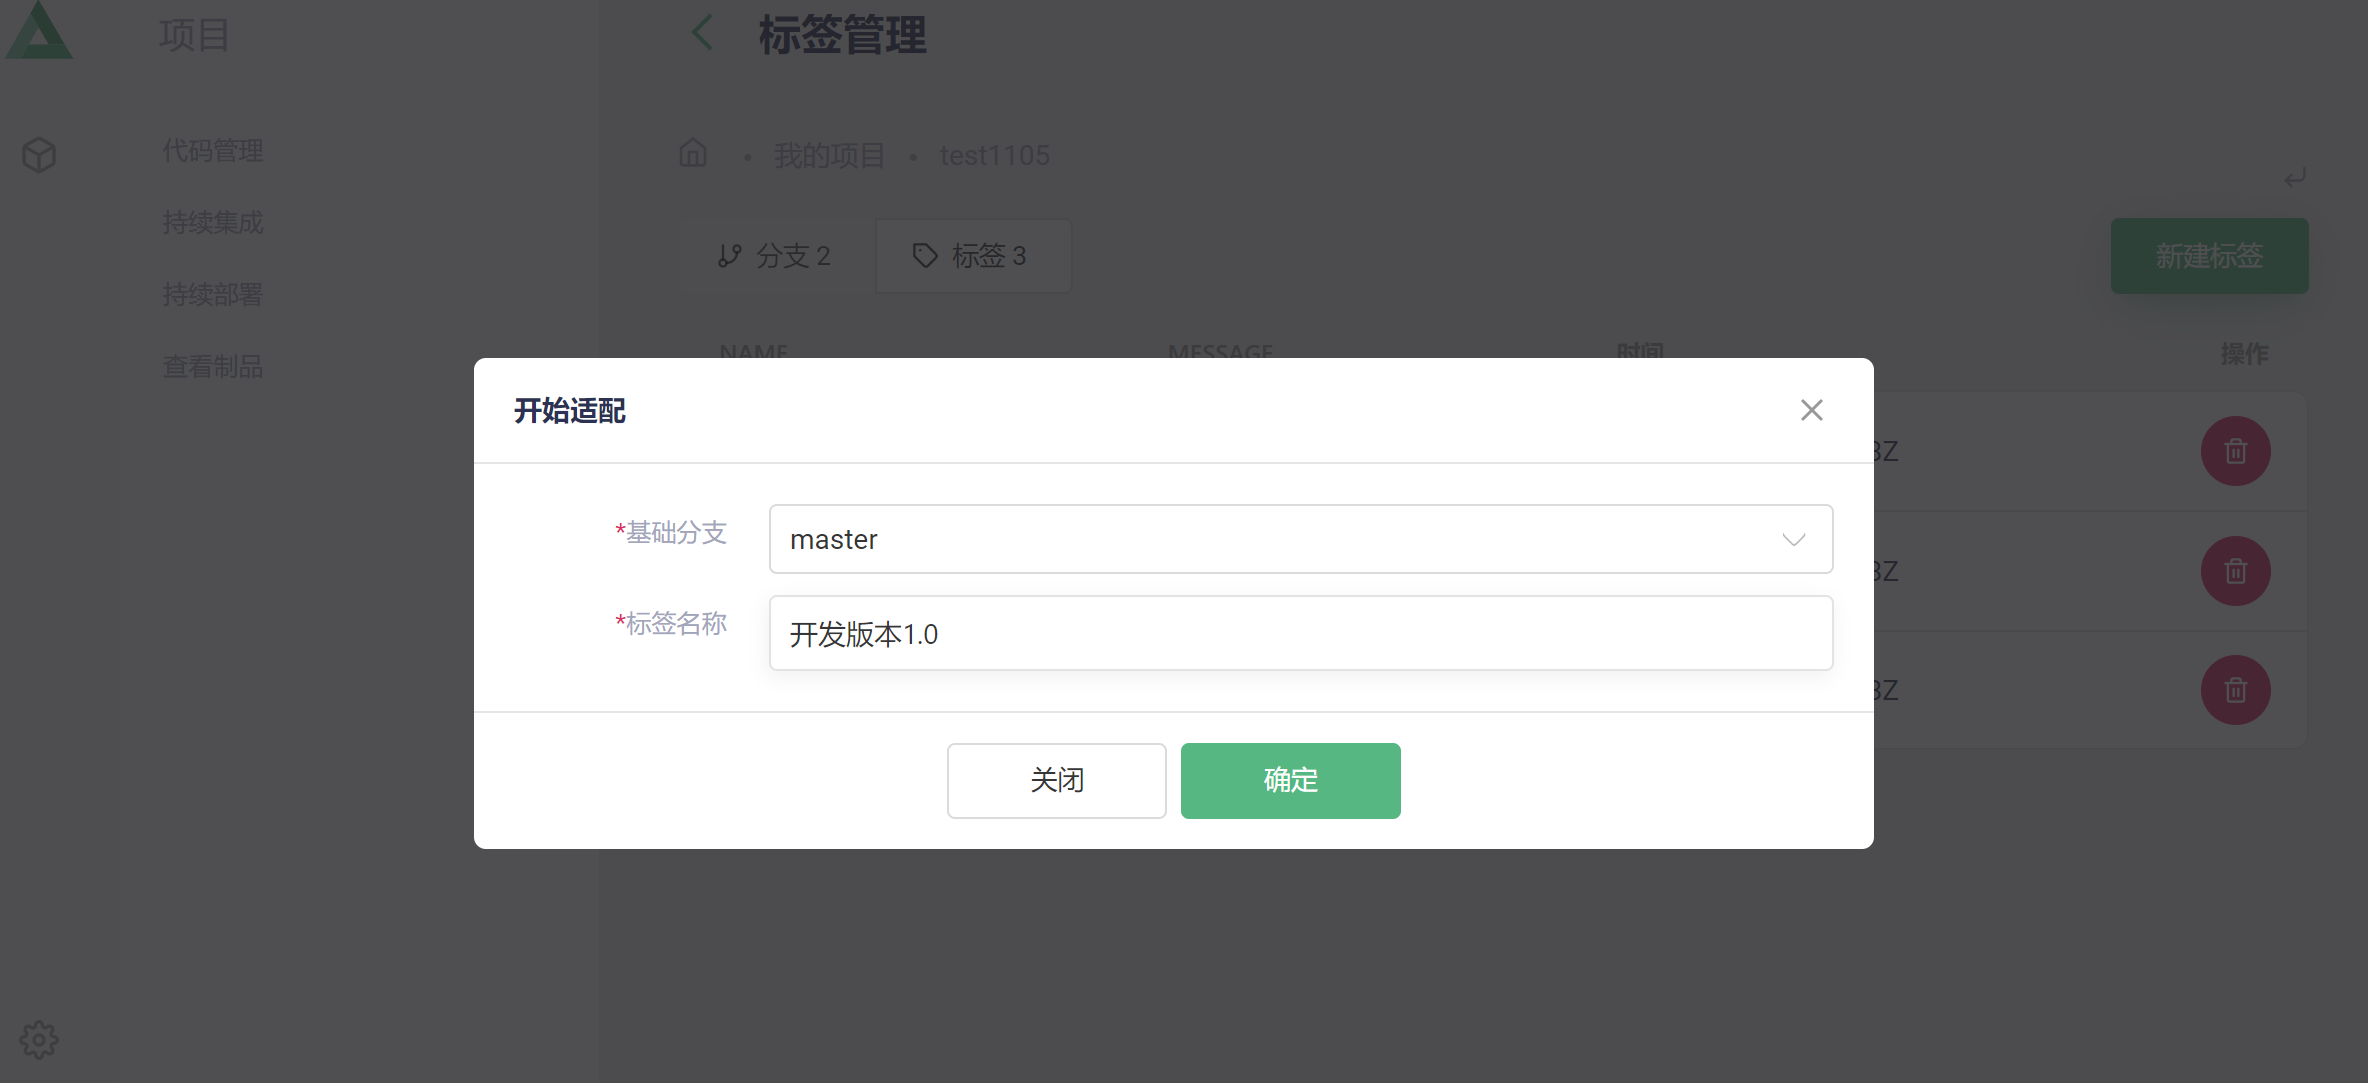 项目
标签管理
代码管理
持续集成
持续部署
查看制品
我的项目
test1105
分支 2
标签 3
新建标签
NAME
MESSAGE
时间
操作
开始适配
*基础分支
master
*标签名称
开发版本1.0
关闭
确定
3Z
3Z
3Z